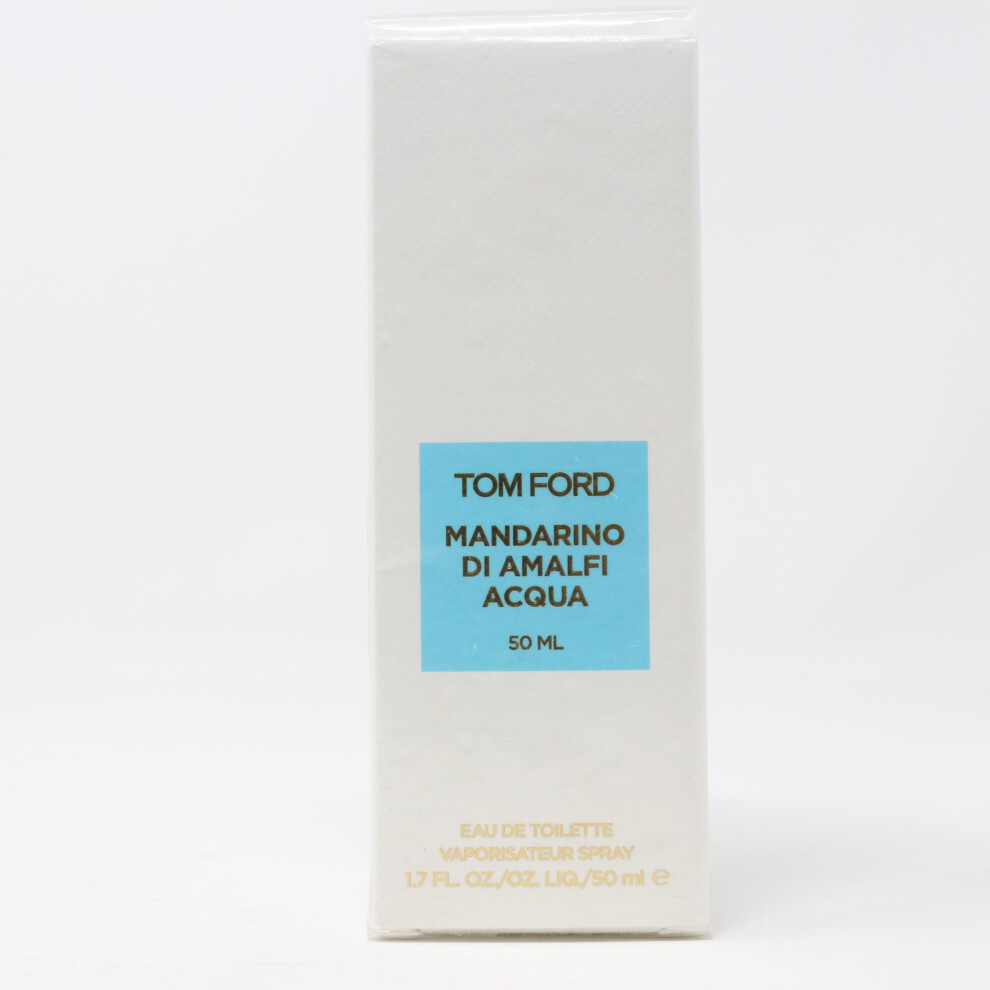 TOM FORD
MANDARINO
DI AMALFI
ACQUA
50 ML
EAU DE TOILETTE
VAPORISATEUR SPRAY
1.7 FL. OZ./OZ. LIQ./50 ml ℮